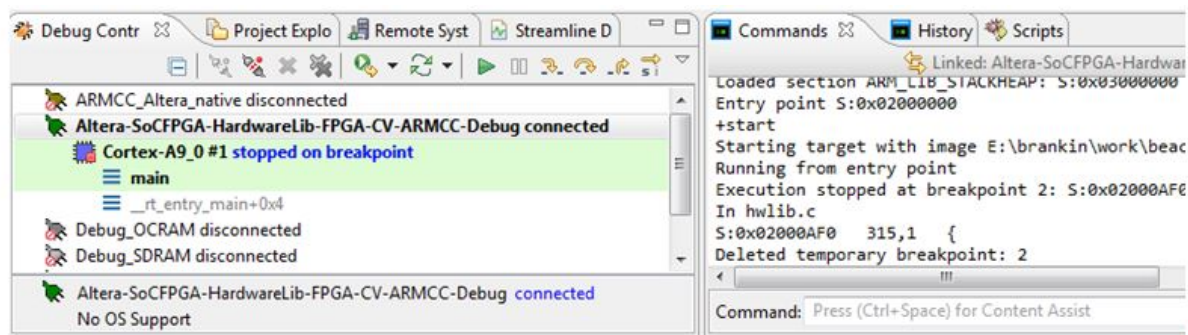 Debug Contr
Project Explo
Remote Syst
Streamline D
ARMCC_Altera_native disconnected
Altera-SoCFPGA-HardwareLib-FPGA-CV-ARMCC-Debug connected
Cortex-A9_0 #1 stopped on breakpoint
main
__rt_entry_main+0x4
Debug_OCRAM disconnected
Debug_SDRAM disconnected
Altera-SoCFPGA-HardwareLib-FPGA-CV-ARMCC-Debug connected
No OS Support
Commands
History
Scripts
Linked: Altera-SoCFPGA-Hardwar
Loaded section ARM_LIB_STACKHEAP: S:0x03000000
Entry point S:0x02000000
+start
Starting target with image E:\brankin\work\beac
Running from entry point
Execution stopped at breakpoint 2: S:0x02000AF0
In hwlib.c
S:0x02000AF0 315,1 {
Deleted temporary breakpoint: 2
Command: Press (Ctrl+Space) for Content Assist